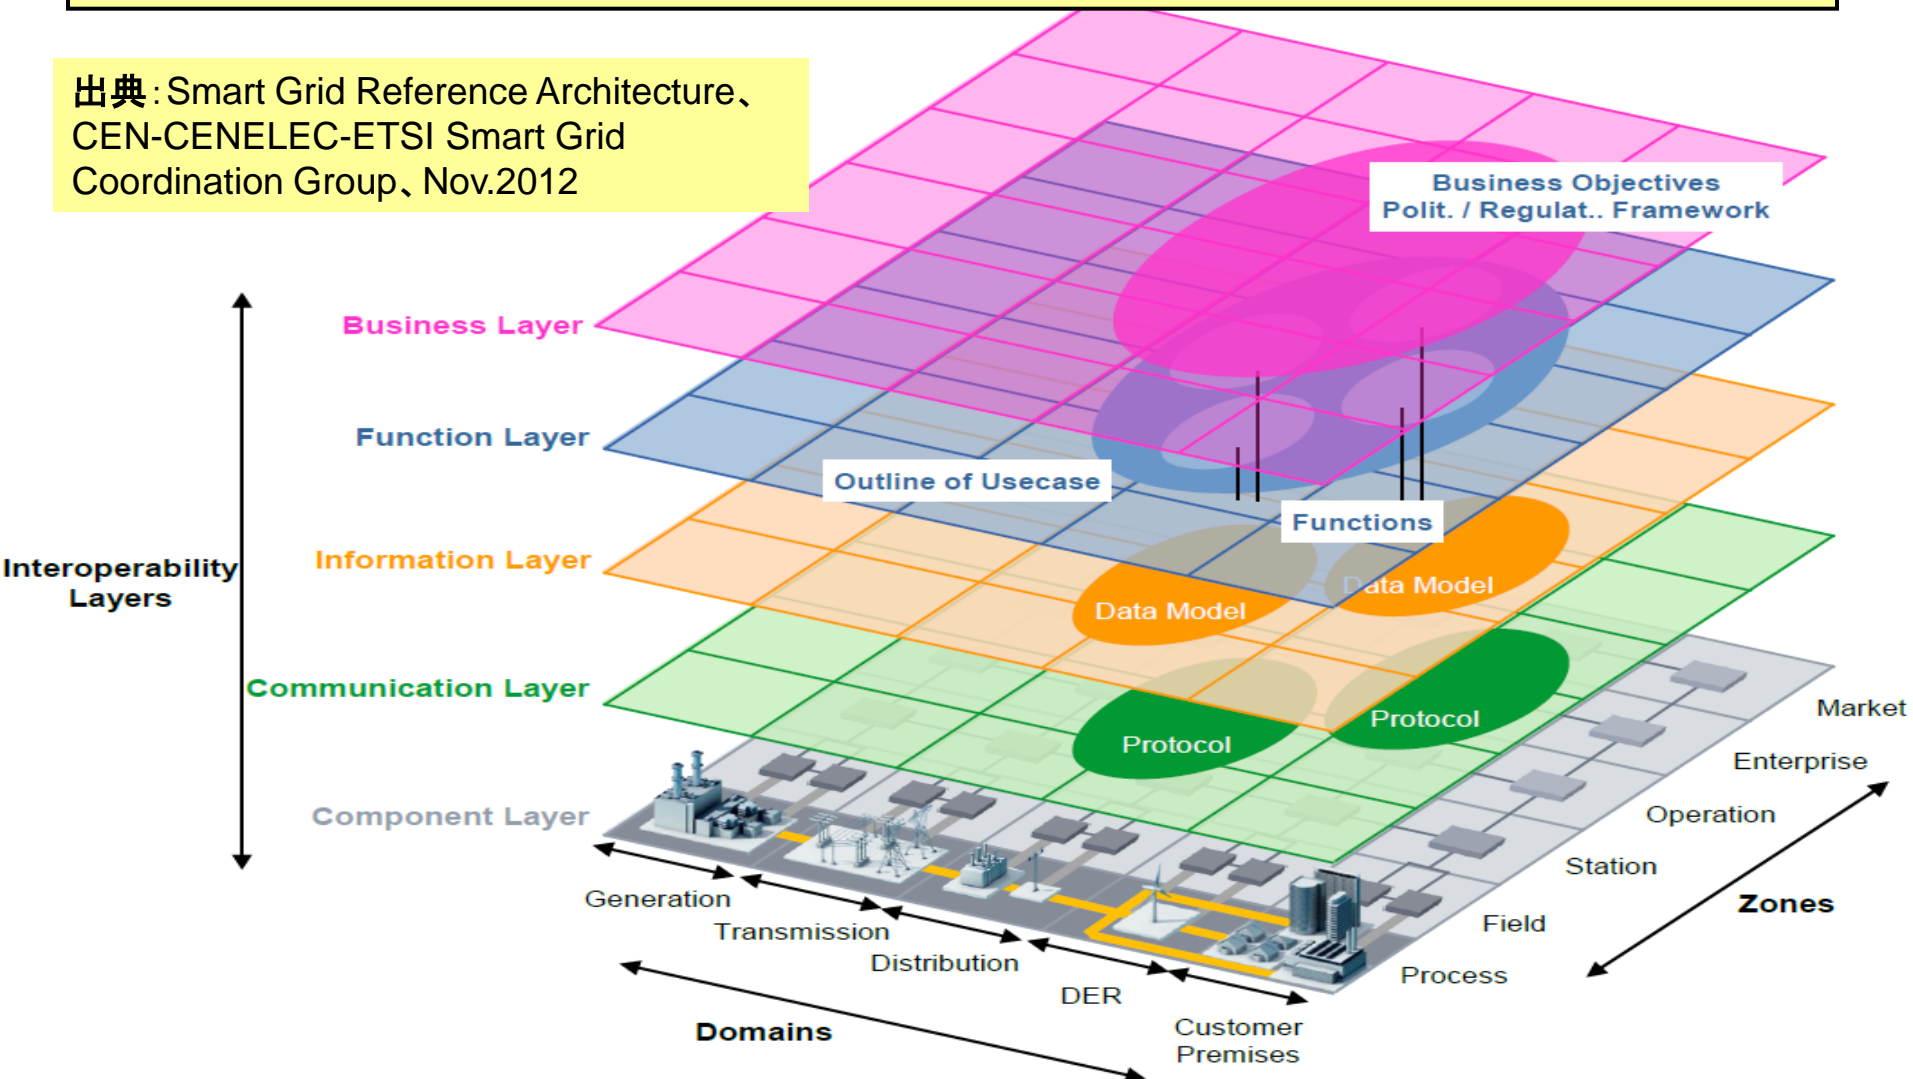 出典：Smart Grid Reference Architecture、
CEN-CENELEC-ETSI Smart Grid
Coordination Group、Nov.2012
Business Objectives
Polit. / Regulat.. Framework
Business Layer
Function Layer
Outline of Usecase
Functions
Information Layer
Interoperability
Layers
Data Model
Data Model
Communication Layer
Protocol
Protocol
Component Layer
Market
Enterprise
Operation
Station
Field
Process
Zones
Generation
Transmission
Distribution
DER
Customer
Premises
Domains